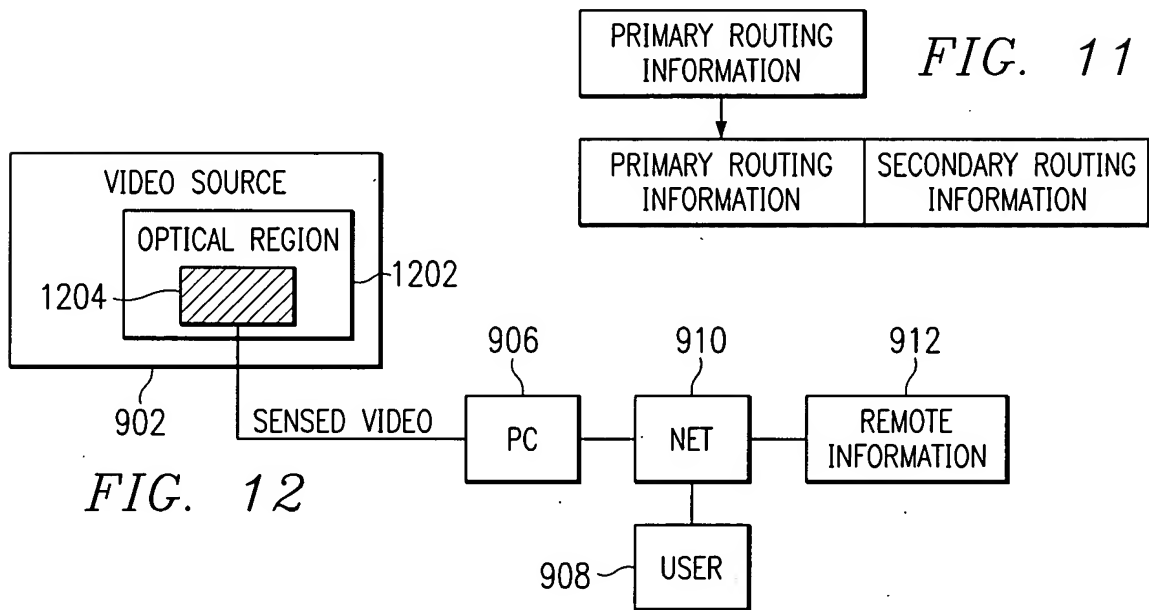 PRIMARY ROUTING
INFORMATION
FIG. 11
PRIMARY ROUTING
INFORMATION
SECONDARY ROUTING
INFORMATION
VIDEO SOURCE
OPTICAL REGION
1204
1202
902
SENSED VIDEO
906
PC
910
NET
912
REMOTE
INFORMATION
908
USER
FIG. 12